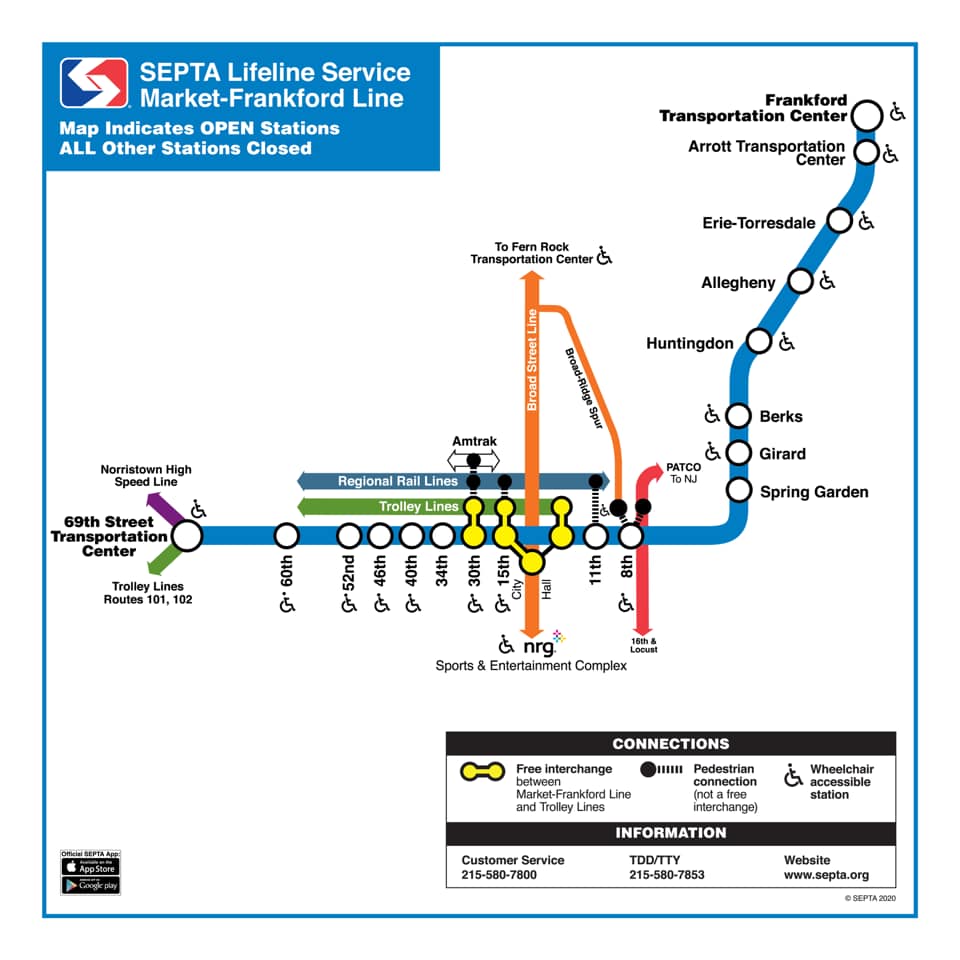 SEPTA Lifeline Service
Market-Frankford Line
Map Indicates OPEN Stations
ALL Other Stations Closed
Frankford
Transportation Center
Arrott Transportation
Center
Erie-Torresdale
Allegheny
Huntingdon
Berks
Girard
Spring Garden
To Fern Rock
Transportation Center
Broad Street Line
Broad-Ridge Spur
Amtrak
Regional Rail Lines
Trolley Lines
PATCO
To NJ
Norristown High
Speed Line
69th Street
Transportation
Center
Trolley Lines
Routes 101, 102
60th
52nd
46th
40th
34th
30th
15th
City
Hall
11th
8th
16th &
Locust
nrg
Sports & Entertainment Complex
CONNECTIONS
Free interchange
between
Market-Frankford Line
and Trolley Lines
Pedestrian
connection
(not a free
interchange)
Wheelchair
accessible
station
INFORMATION
Customer Service
215-580-7800
TDD/TTY
215-580-7853
Website
www.septa.org
Official SEPTA App:
Available on the
App Store
Google play
© SEPTA 2020